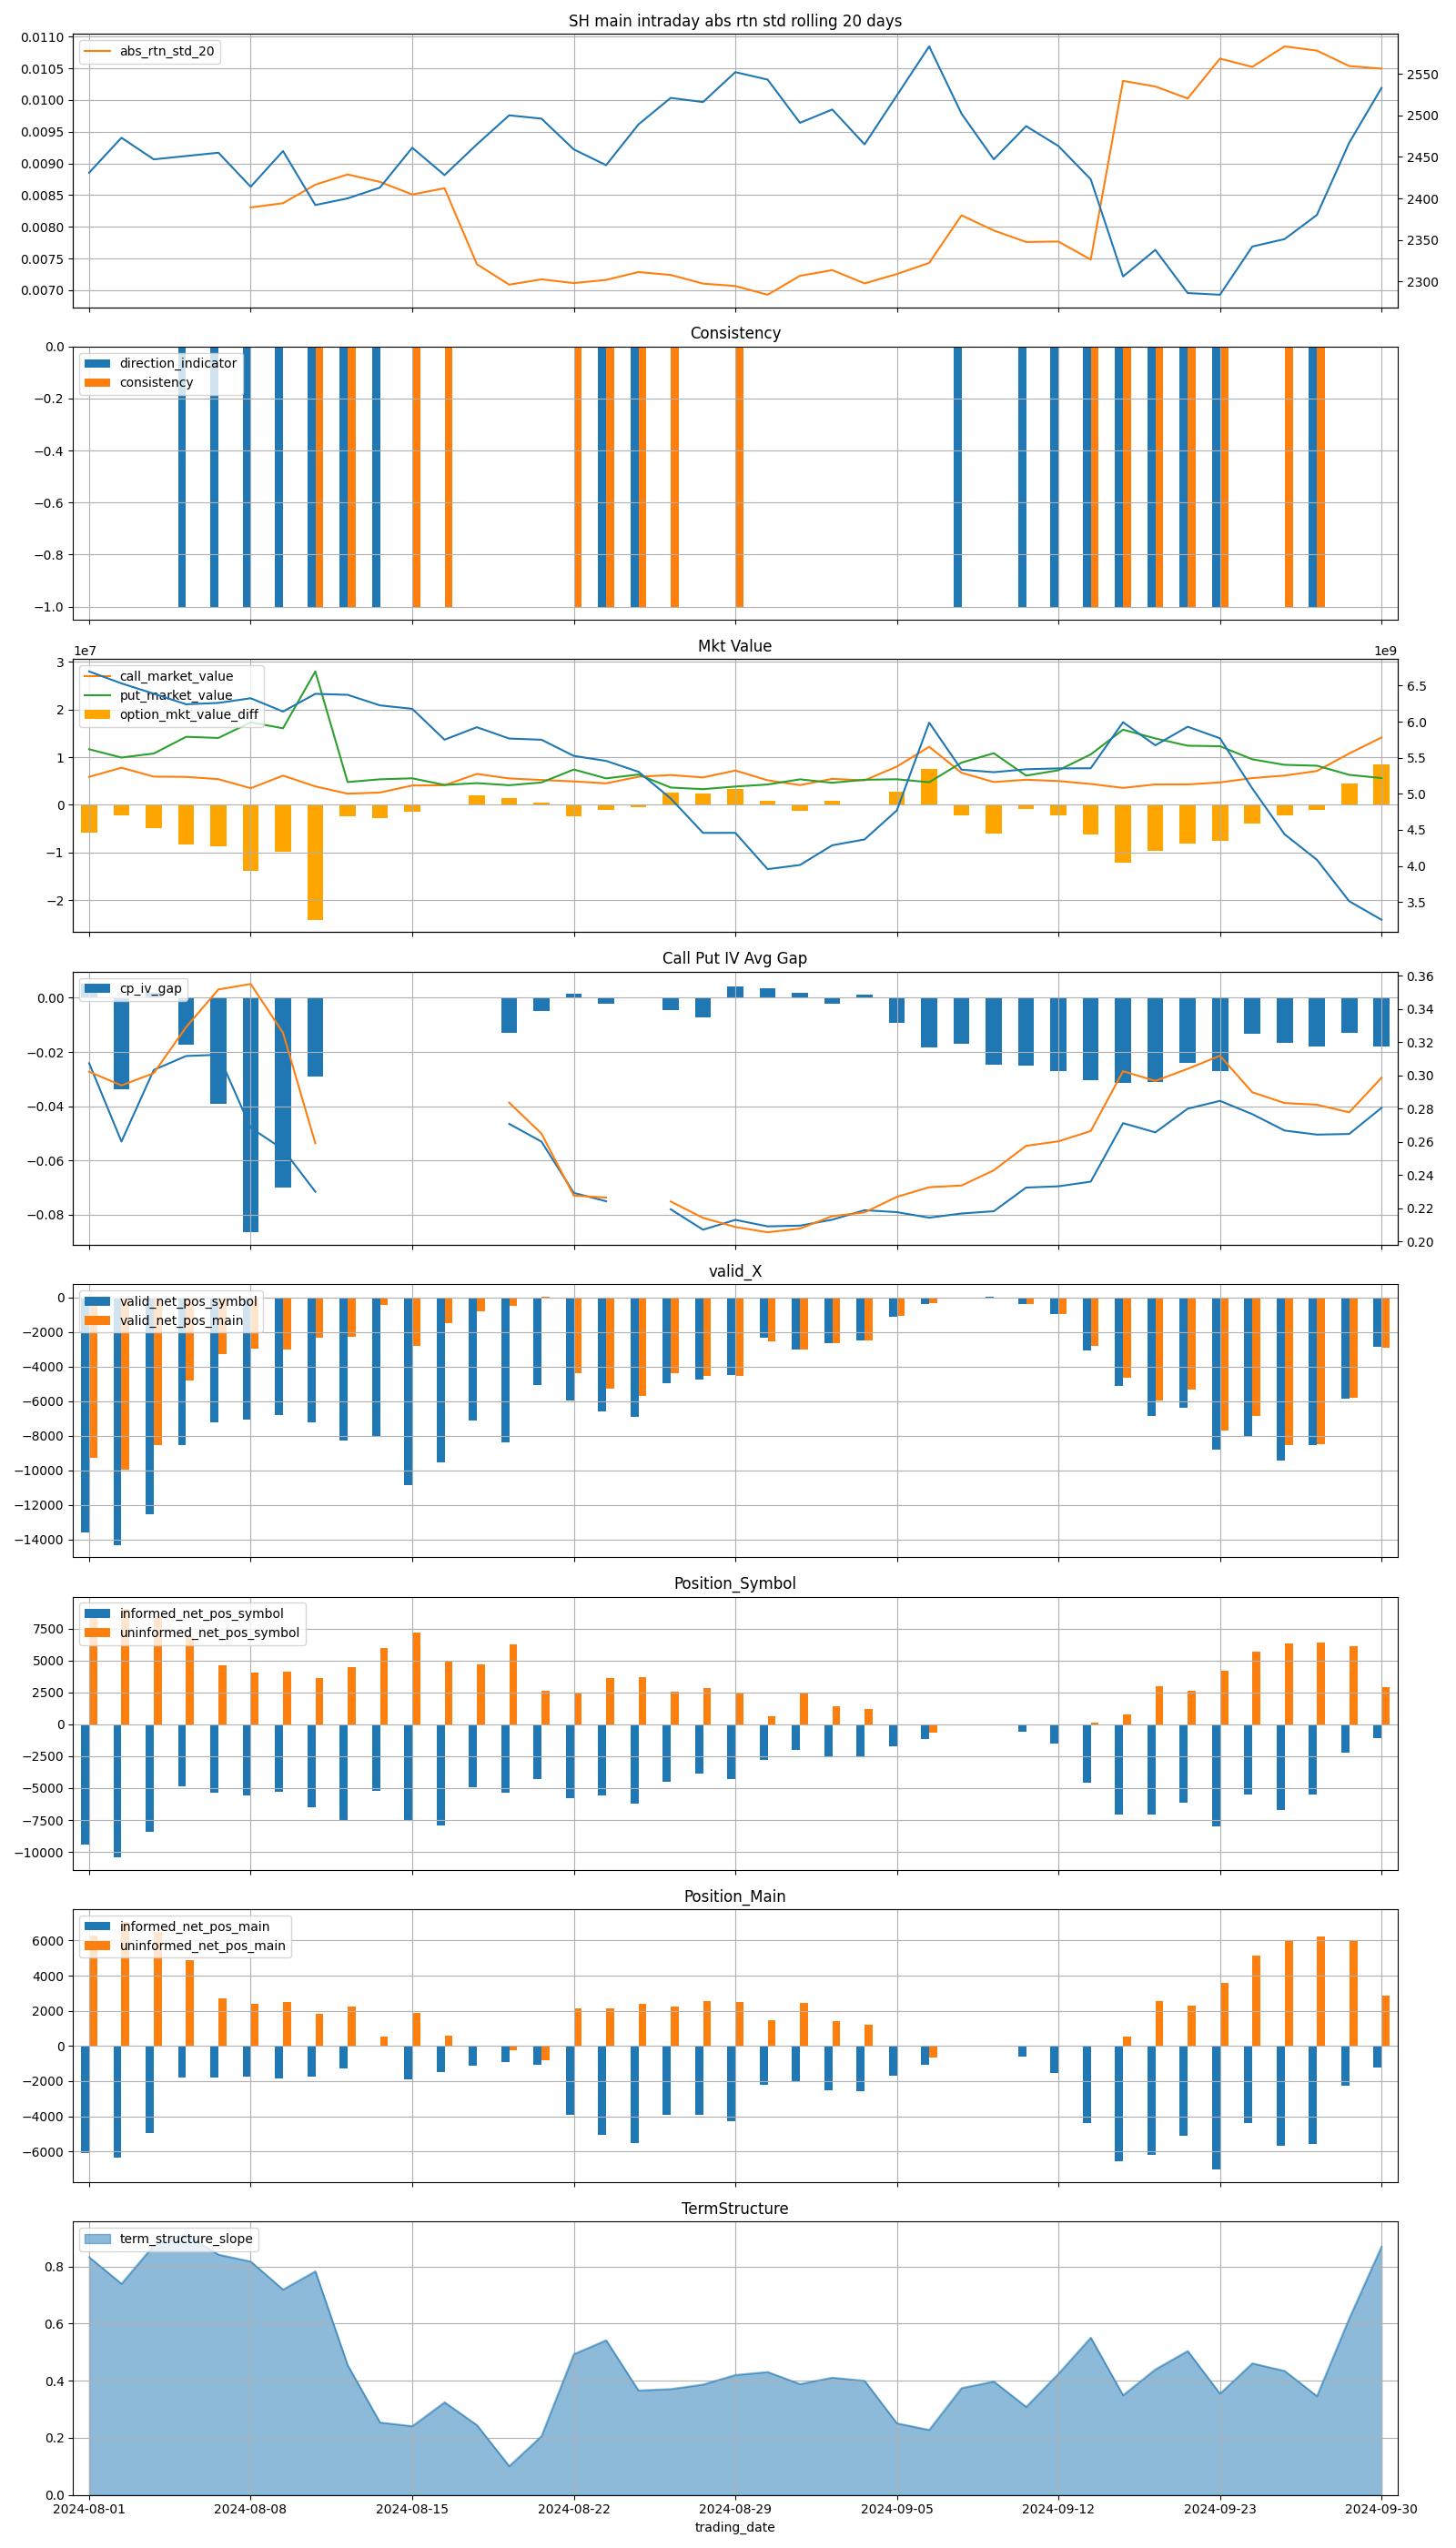 SH main intraday abs rtn std rolling 20 days
abs_rtn_std_20
0.0110
0.0105
0.0100
0.0095
0.0090
0.0085
0.0080
0.0075
0.0070
2550
2500
2450
2400
2350
2300
Consistency
direction_indicator
consistency
0.0
−0.2
−0.4
−0.6
−0.8
−1.0
Mkt Value
1e7
1e9
call_market_value
put_market_value
option_mkt_value_diff
3
2
1
0
−1
−2
6.5
6.0
5.5
5.0
4.5
4.0
3.5
Call Put IV Avg Gap
cp_iv_gap
0.00
−0.02
−0.04
−0.06
−0.08
0.36
0.34
0.32
0.30
0.28
0.26
0.24
0.22
0.20
valid_X
valid_net_pos_symbol
valid_net_pos_main
0
−2000
−4000
−6000
−8000
−10000
−12000
−14000
Position_Symbol
informed_net_pos_symbol
uninformed_net_pos_symbol
7500
5000
2500
0
−2500
−5000
−7500
−10000
Position_Main
informed_net_pos_main
uninformed_net_pos_main
6000
4000
2000
0
−2000
−4000
−6000
TermStructure
term_structure_slope
0.8
0.6
0.4
0.2
0.0
2024-08-01 2024-08-08 2024-08-15 2024-08-22 2024-08-29 2024-09-05 2024-09-12 2024-09-23 2024-09-30
trading_date